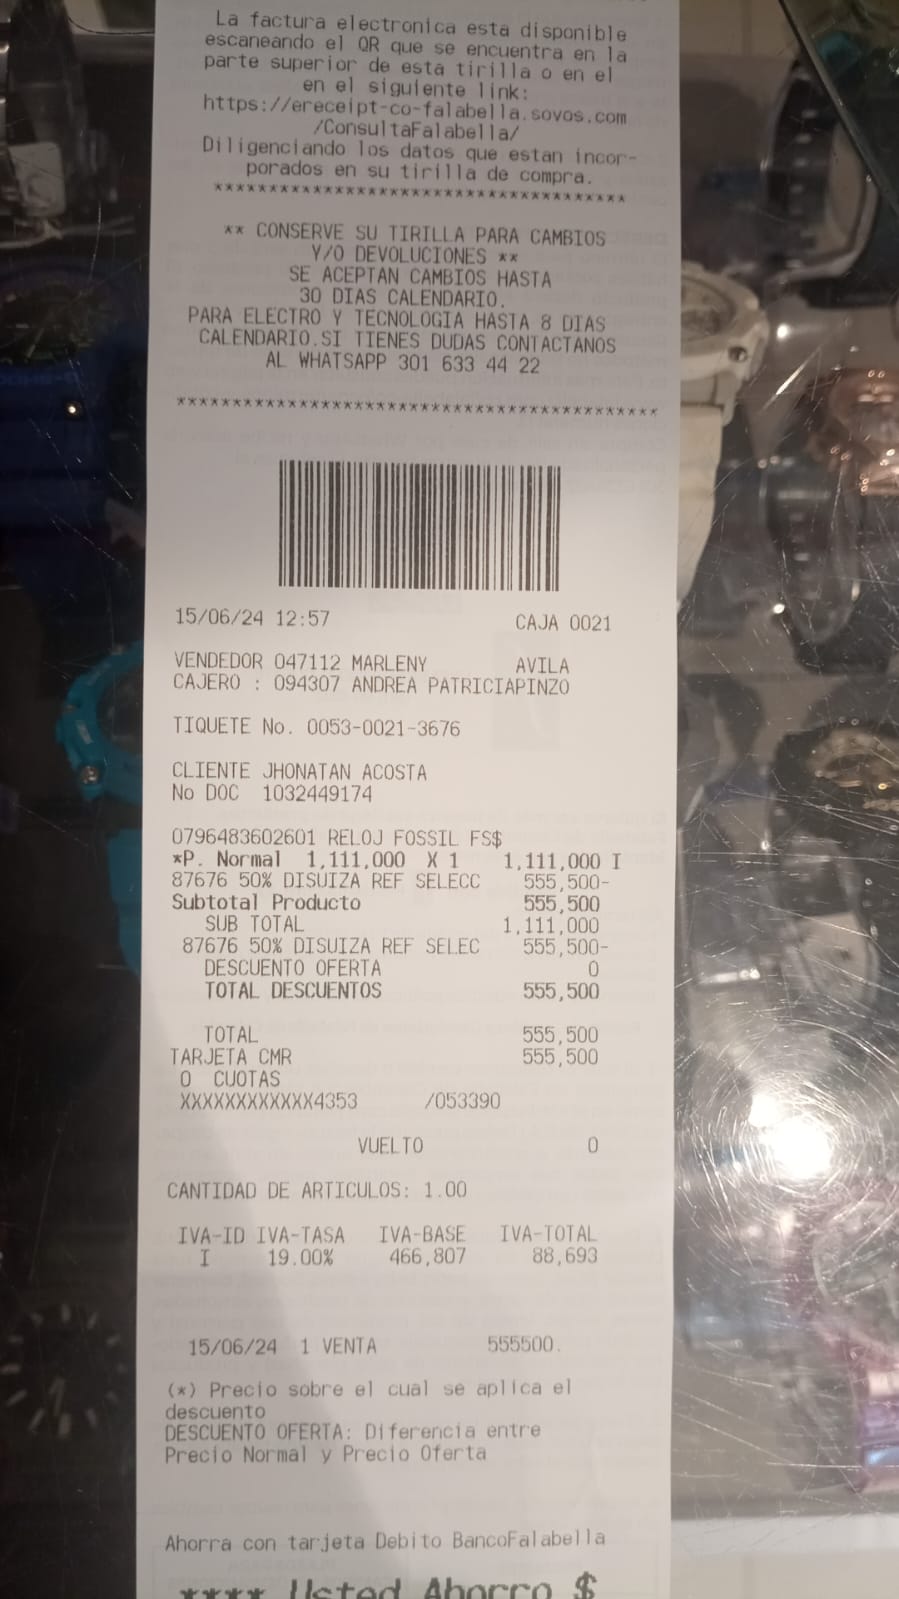 La factura electronica esta disponible
escaneando el QR que se encuentra en la
parte superior de esta tirilla o en el
en el siguiente link:
https://ereceipt-co-falabella.sovos.com
/ConsultaFalabella/
Diligenciando los datos que estan incor-
porados en su tirilla de compra.
***************************************
** CONSERVE SU TIRILLA PARA CAMBIOS
Y/O DEVOLUCIONES **
SE ACEPTAN CAMBIOS HASTA
30 DIAS CALENDARIO.
PARA ELECTRO Y TECNOLOGIA HASTA 8 DIAS
CALENDARIO.SI TIENES DUDAS CONTACTANOS
AL WHATSAPP 301 633 44 22
********************************************
15/06/24 12:57 CAJA 0021
VENDEDOR 047112 MARLENY AVILA
CAJERO : 094307 ANDREA PATRICIAPINZO
TIQUETE No. 0053-0021-3676
CLIENTE JHONATAN ACOSTA
No DOC 1032449174
0796483602601 RELOJ FOSSIL FS$
*P. Normal 1,111,000 X 1 1,111,000 I
87676 50% DISUIZA REF SELECC 555,500-
Subtotal Producto 555,500
SUB TOTAL 1,111,000
87676 50% DISUIZA REF SELEC 555,500-
DESCUENTO OFERTA 0
TOTAL DESCUENTOS 555,500
TOTAL 555,500
TARJETA CMR 555,500
0 CUOTAS
XXXXXXXXXXXX4353 /053390
VUELTO 0
CANTIDAD DE ARTICULOS: 1.00
IVA-ID IVA-TASA IVA-BASE IVA-TOTAL
I 19.00% 466,807 88,693
15/06/24 1 VENTA 555500.
(*) Precio sobre el cual se aplica el
descuento
DESCUENTO OFERTA: Diferencia entre
Precio Normal y Precio Oferta
Ahorra con tarjeta Debito BancoFalabella
**** Usted Ahorro $